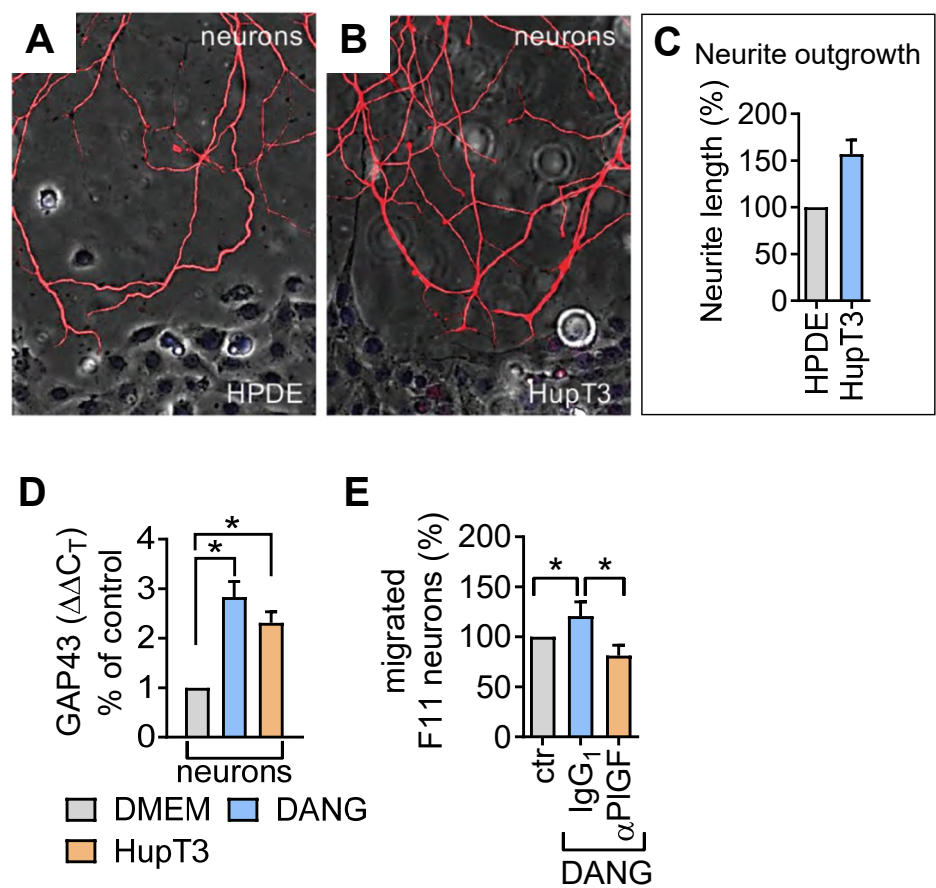 A
neurons
HPDE
B
neurons
HupT3
C
Neurite outgrowth
Neurite length (%)
200
150
100
50
0
HPDE
HupT3
D
GAP43 (ΔΔCT)
% of control
4
3
2
1
0
*
*
neurons
DMEM
DANG
HupT3
E
migrated
F11 neurons (%)
200
150
100
50
0
*
*
ctr
IgG1
αPlGF
DANG